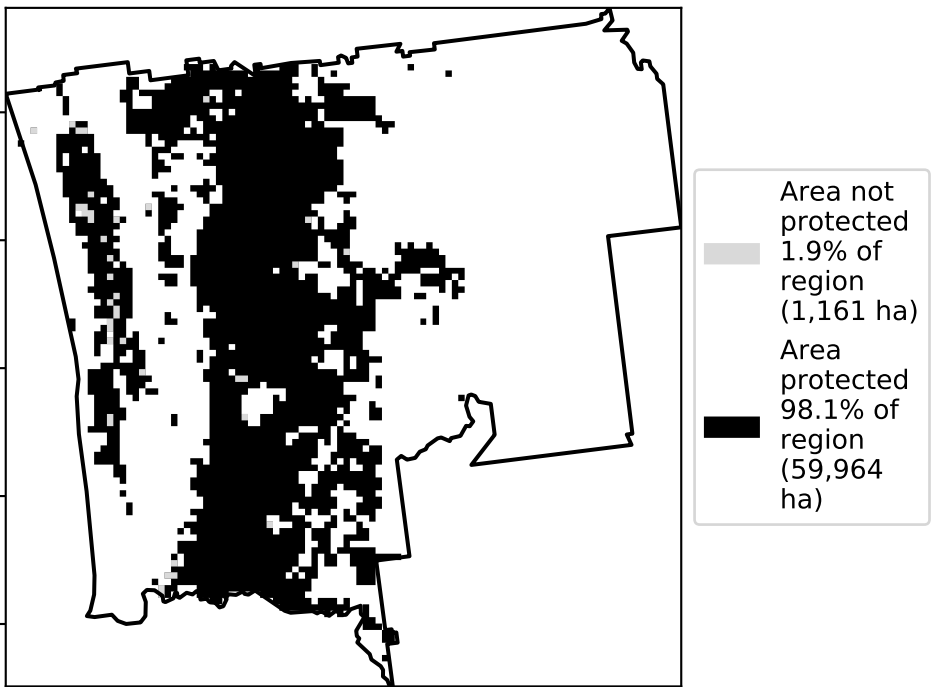 Area not
protected
1.9% of
region
(1,161 ha)
Area
protected
98.1% of
region
(59,964
ha)